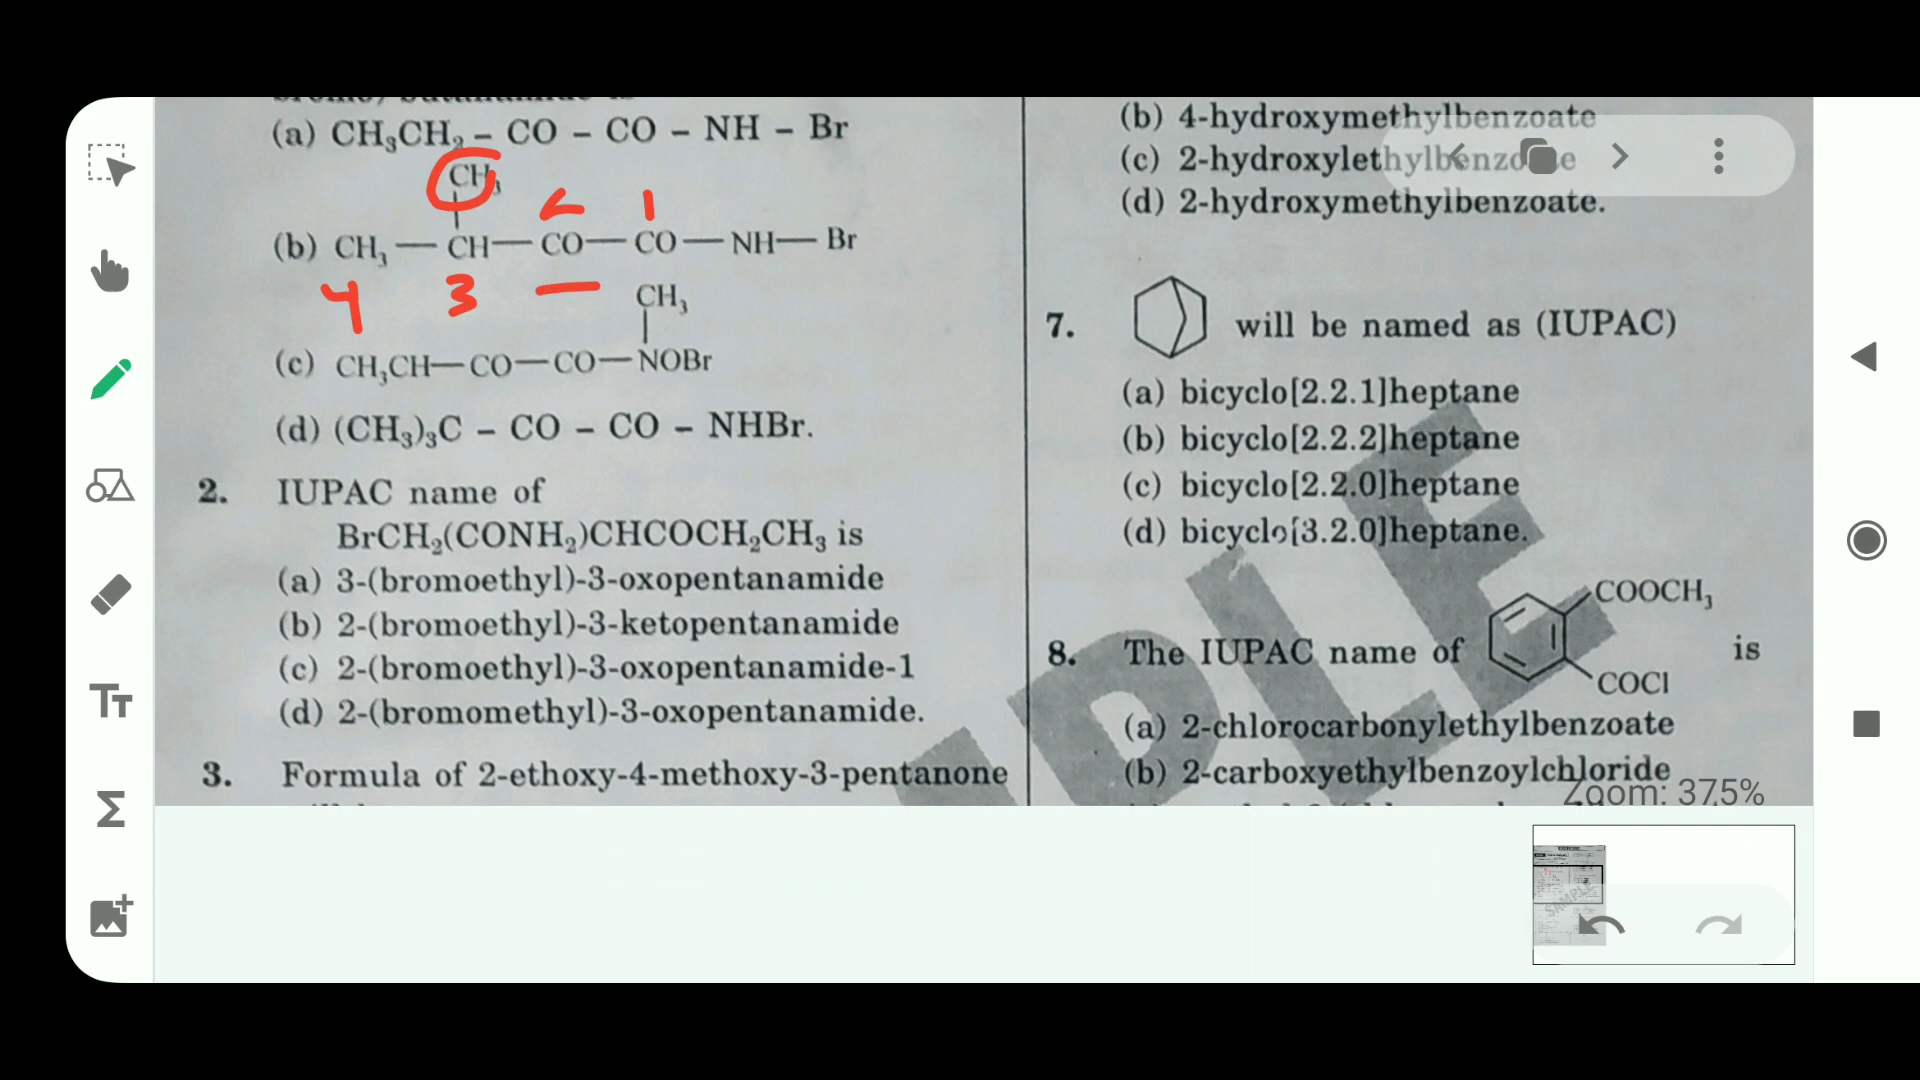 (a) CH₃CH₂ – CO – CO – NH – Br
CH₃
2 1
(b) CH₃ — CH — CO — CO — NH — Br
4 3
CH₃
(c) CH₃CH—CO—CO—NOBr
(d) (CH₃)₃C – CO – CO – NHBr.
2. IUPAC name of
BrCH₂(CONH₂)CHCOCH₂CH₃ is
(a) 3-(bromoethyl)-3-oxopentanamide
(b) 2-(bromoethyl)-3-ketopentanamide
(c) 2-(bromoethyl)-3-oxopentanamide-1
(d) 2-(bromomethyl)-3-oxopentanamide.
3. Formula of 2-ethoxy-4-methoxy-3-pentanone
(b) 4-hydroxymethylbenzoate
(c) 2-hydroxylethylbenzoate
(d) 2-hydroxymethylbenzoate.
7. will be named as (IUPAC)
(a) bicyclo[2.2.1]heptane
(b) bicyclo[2.2.2]heptane
(c) bicyclo[2.2.0]heptane
(d) bicyclo[3.2.0]heptane.
COOCH₃
8. The IUPAC name of is
COCl
(a) 2-chlorocarbonylethylbenzoate
(b) 2-carboxyethylbenzoylchloride
Zoom: 375%
PLE
SAMPLE
Tт
Σ